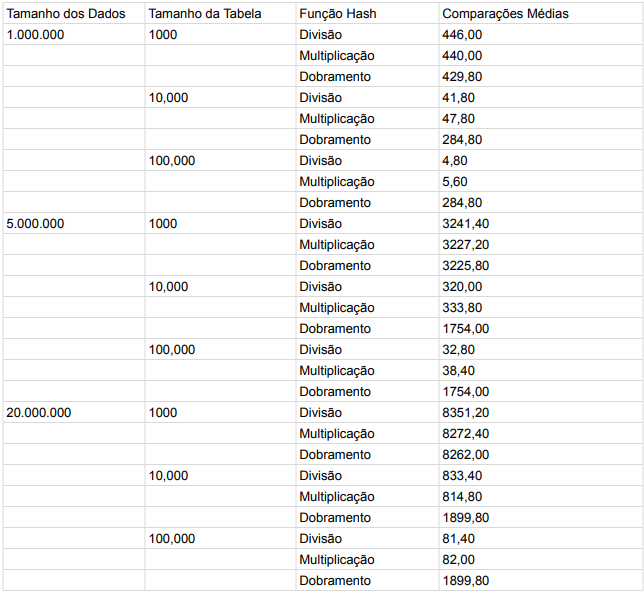 Tamanho dos Dados Tamanho da Tabela Função Hash Comparações Médias
1.000.000 1000 Divisão 446,00
Multiplicação 440,00
Dobramento 429,80
10,000 Divisão 41,80
Multiplicação 47,80
Dobramento 284,80
100,000 Divisão 4,80
Multiplicação 5,60
Dobramento 284,80
5.000.000 1000 Divisão 3241,40
Multiplicação 3227,20
Dobramento 3225,80
10,000 Divisão 320,00
Multiplicação 333,80
Dobramento 1754,00
100,000 Divisão 32,80
Multiplicação 38,40
Dobramento 1754,00
20.000.000 1000 Divisão 8351,20
Multiplicação 8272,40
Dobramento 8262,00
10,000 Divisão 833,40
Multiplicação 814,80
Dobramento 1899,80
100,000 Divisão 81,40
Multiplicação 82,00
Dobramento 1899,80